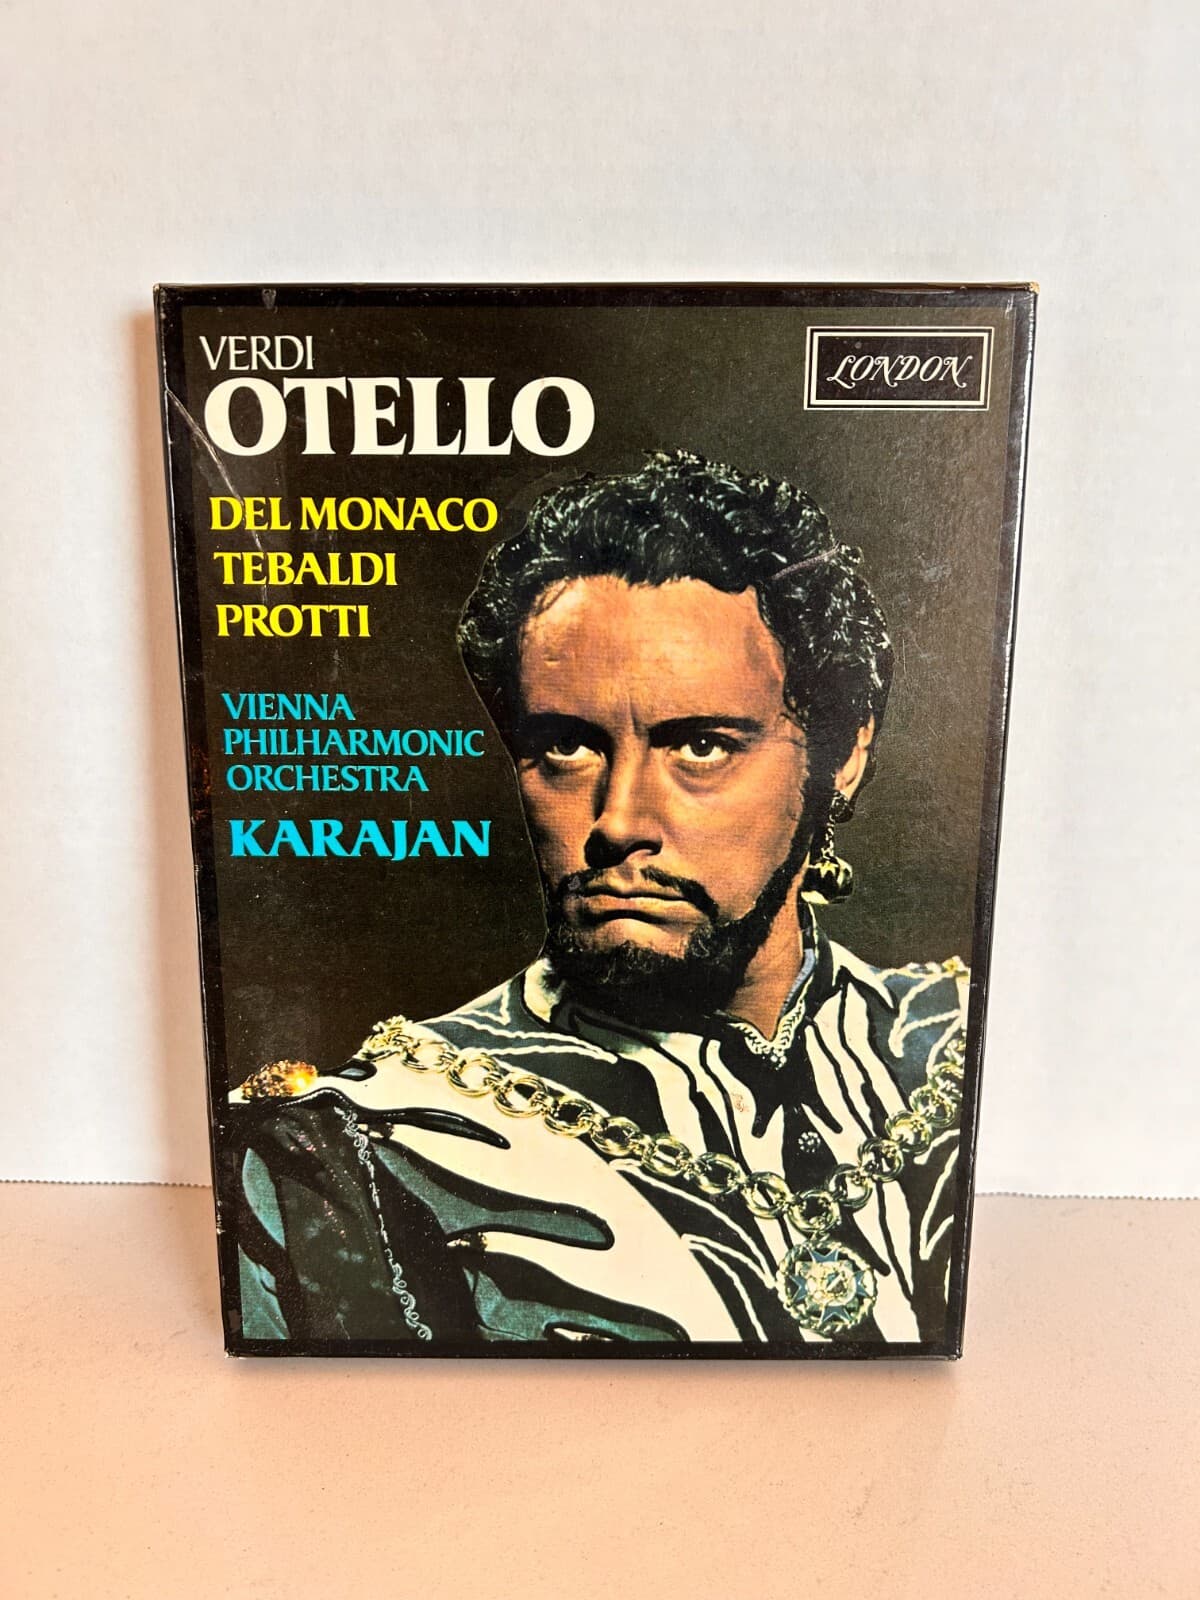 VERDI
OTELLO
LONDON
DEL MONACO
TEBALDI
PROTTI
VIENNA
PHILHARMONIC
ORCHESTRA
KARAJAN